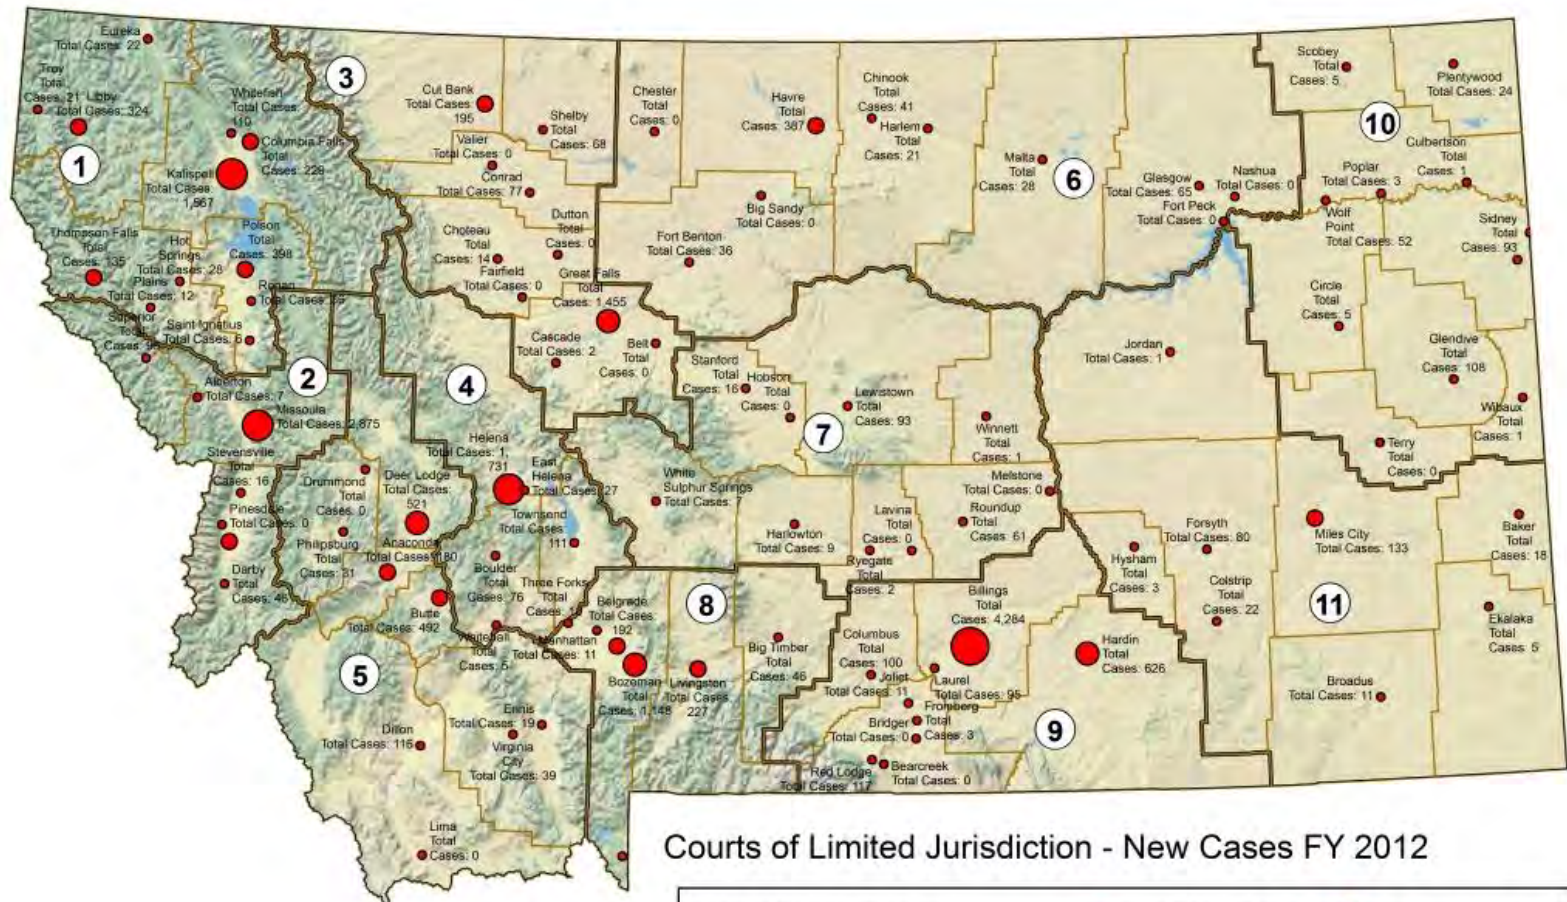 Eureka
Total Cases: 22
Troy
Total
Cases: 21
Libby
Total Cases: 324
1
Whitefish
Total Cases:
110
Columbia Falls
Total
Cases: 229
Kalispell
Total Cases:
Polson
Total
Cases: 398
Thompson Falls
Total
Cases: 135
Hot
Springs
Total Cases: 28
Plains
Total Cases: 12
Ronan
Total Cases:
Superior
Total
Saint Ignatius
Total Cases: 6
2
Alberton
Total Cases: 7
Missoula
Total Cases: 2,875
Stevensville
Total
Cases: 16
Pinesdale
Total Cases: 0
Darby
Total
Cases: 46
3
Cut Bank
Total Cases:
195
Shelby
Total
Cases: 68
Valier
Total Cases: 0
Conrad
Total Cases: 77
Dutton
Total
Cases: 0
Choteau
Total
Cases: 14
Fairfield
Total
Cases: 0
Great Falls
Total
Cases: 1,455
Cascade
Total Cases: 2
Belt
Total
Cases: 0
4
Helena
Total Cases: 1,
731
East
Helena
Total Cases: 27
Townsend
Total Cases:
111
Boulder
Total
Cases: 76
Three Forks
Total
Drummond
Total
Cases: 0
Deer Lodge
Total Cases:
521
Philipsburg
Total
Cases: 31
Anaconda
Total Cases: 180
Butte
Total Cases: 492
Whitehall
Total
Cases: 5
5
Dillon
Total Cases: 115
Ennis
Total Cases: 19
Virginia
City
Total Cases: 39
Lima
Total
Cases: 0
Chester
Total
Cases: 0
Havre
Total
Cases: 387
Chinook
Total
Cases: 41
Harlem
Total
Cases: 21
Big Sandy
Total Cases: 0
Fort Benton
Total Cases: 36
Malta
Total
Cases: 28
6
Glasgow
Total
Cases: 65
Nashua
Total Cases: 0
Fort Peck
Total Cases: 0
Stanford
Total
Cases: 16
Hobson
Total
Cases: 0
7
Lewistown
Total
Cases: 93
Winnett
Total
Cases: 1
White
Sulphur Springs
Total Cases: 7
Harlowton
Total Cases: 9
Lavina
Total
Cases: 0
Ryegate
Total
Cases: 2
Melstone
Total
Cases: 0
Roundup
Total
Cases: 61
8
Belgrade
Total Cases:
192
Manhattan
Total
Cases: 11
Bozeman
Total
Cases: 1,148
Livingston
Total Cases:
227
Big Timber
Total
Cases: 46
Billings
Total
Cases: 4,284
Columbus
Total
Cases: 100
Joliet
Total Cases: 11
Laurel
Total Cases: 95
Hardin
Total
Cases: 626
9
Fromberg
Total
Cases: 3
Bridger
Total
Cases: 0
Red Lodge
Total Cases: 117
Bearcreek
Total Cases: 0
Scobey
Total
Cases: 5
Plentywood
Total Cases: 24
10
Culbertson
Total
Cases: 1
Poplar
Total Cases: 3
Wolf
Point
Total Cases: 52
Sidney
Total
Cases: 93
Circle
Total
Cases: 5
Glendive
Total
Cases: 108
Wibaux
Total
Cases: 1
Jordan
Total Cases: 1
Terry
Total
Cases: 0
Hysham
Total
Cases: 3
Forsyth
Total Cases: 80
Colstrip
Total
Cases: 22
Miles City
Total Cases: 133
11
Baker
Total
Cases: 18
Ekalaka
Total
Cases: 5
Broadus
Total Cases: 11
Courts of Limited Jurisdiction - New Cases FY 2012